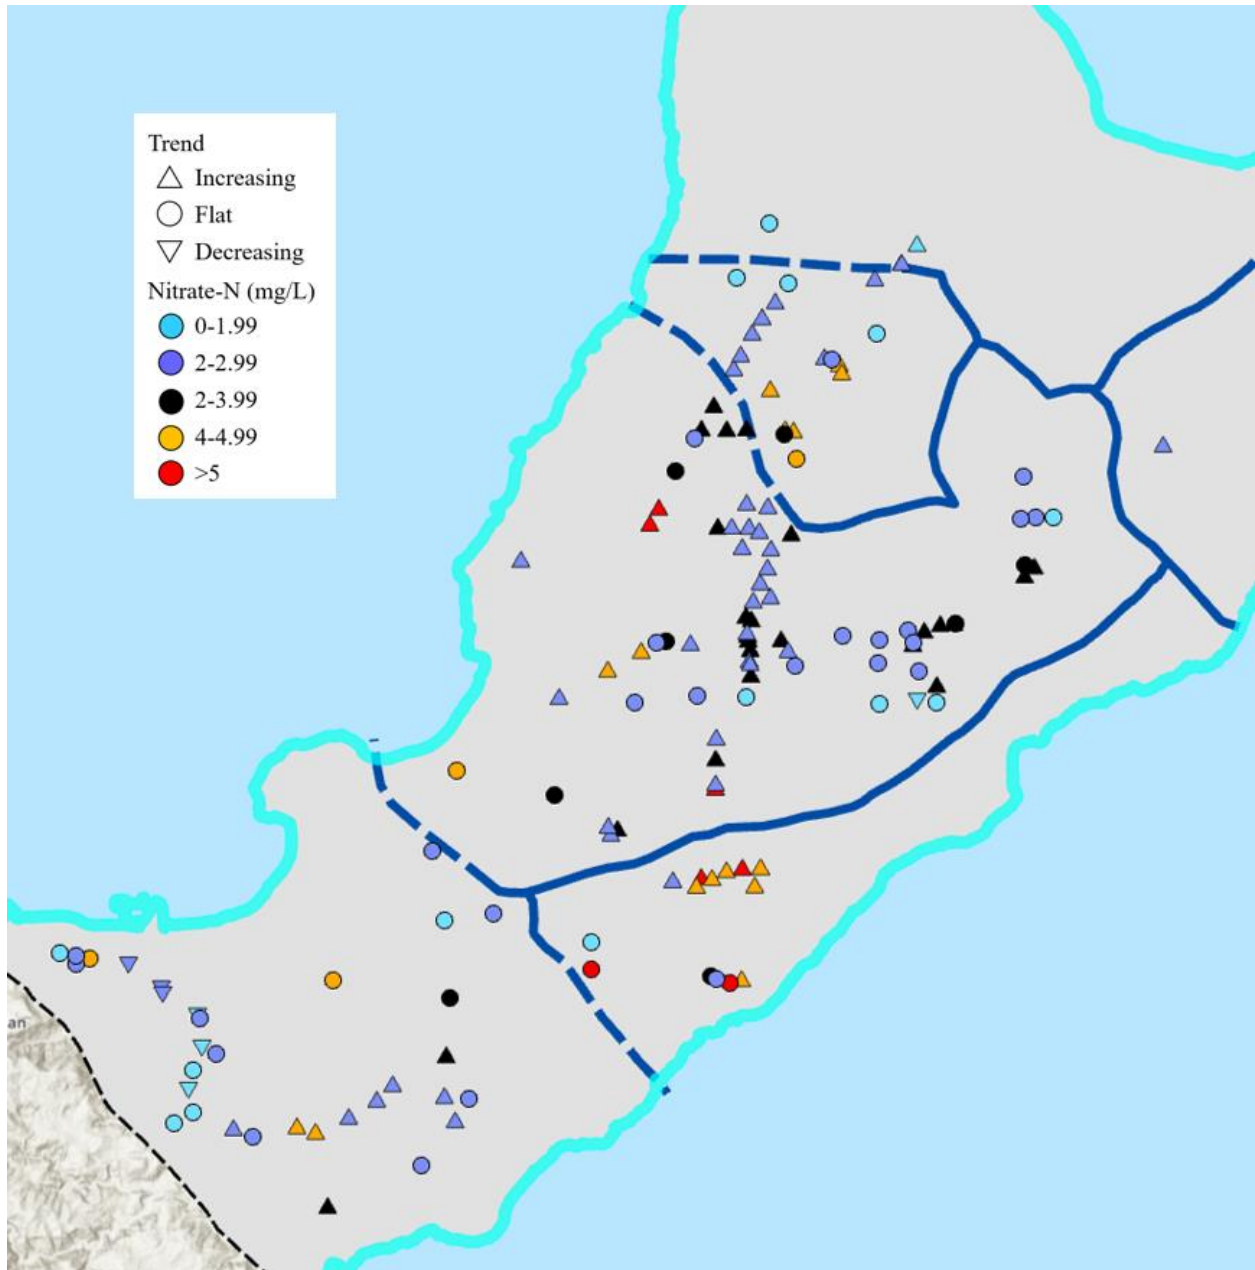 Trend
Increasing
Flat
Decreasing
Nitrate-N (mg/L)
0-1.99
2-2.99
2-3.99
4-4.99
>5
an